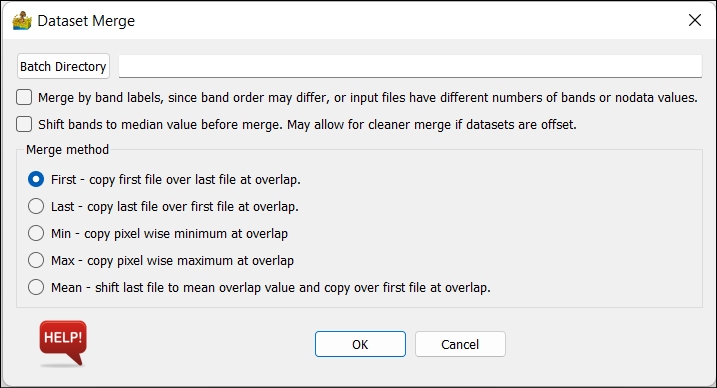 Dataset Merge
Batch Directory
Merge by band labels, since band order may differ, or input files have different numbers of bands or nodata values.
Shift bands to median value before merge. May allow for cleaner merge if datasets are offset.
Merge method
First - copy first file over last file at overlap.
Last - copy last file over first file at overlap.
Min - copy pixel wise minimum at overlap
Max - copy pixel wise maximum at overlap
Mean - shift last file to mean overlap value and copy over first file at overlap.
HELP!
OK
Cancel